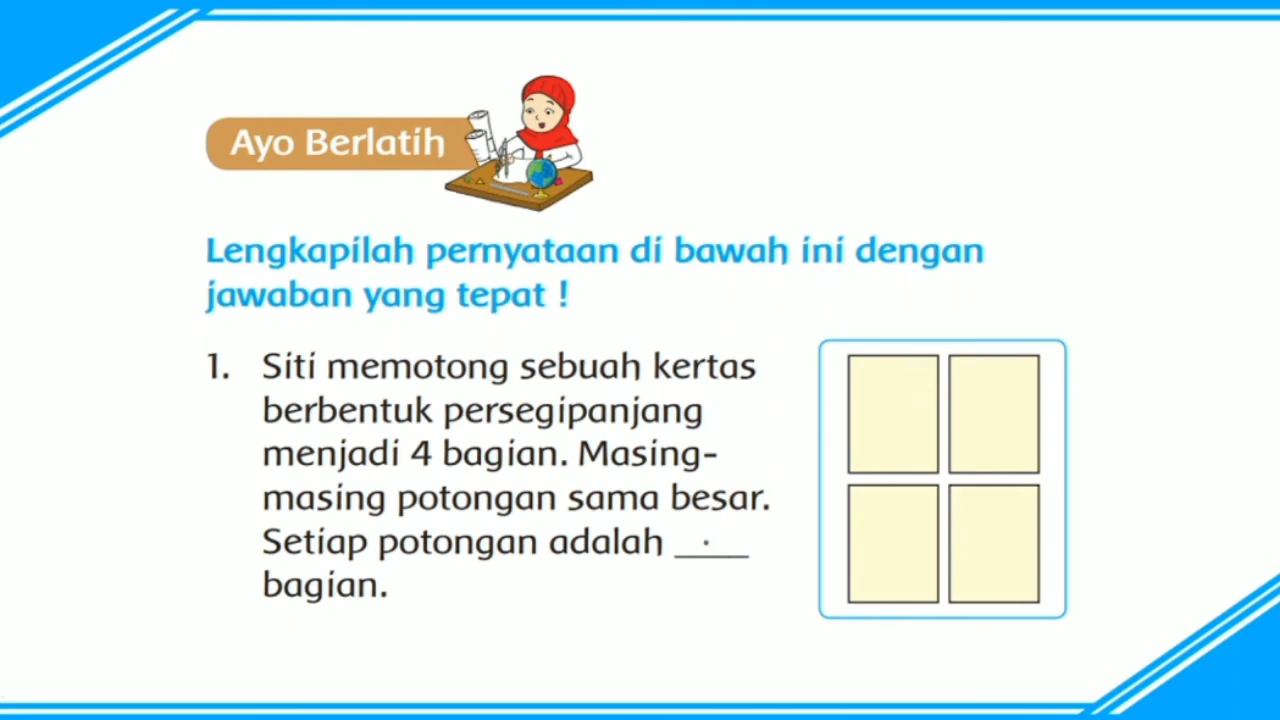 Ayo Berlatih
Lengkapilah pernyataan di bawah ini dengan
jawaban yang tepat !
1. Siti memotong sebuah kertas
berbentuk persegipanjang
menjadi 4 bagian. Masing-
masing potongan sama besar.
Setiap potongan adalah ____
bagian.